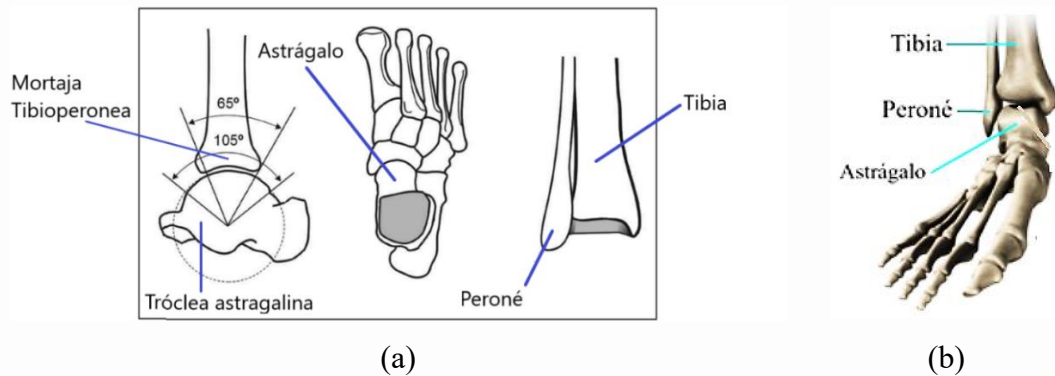 Mortaja
Tibioperonea
65º
105º
Tróclea astragalina
Astrágalo
Tibia
Peroné
(a)
Tibia
Peroné
Astrágalo
(b)